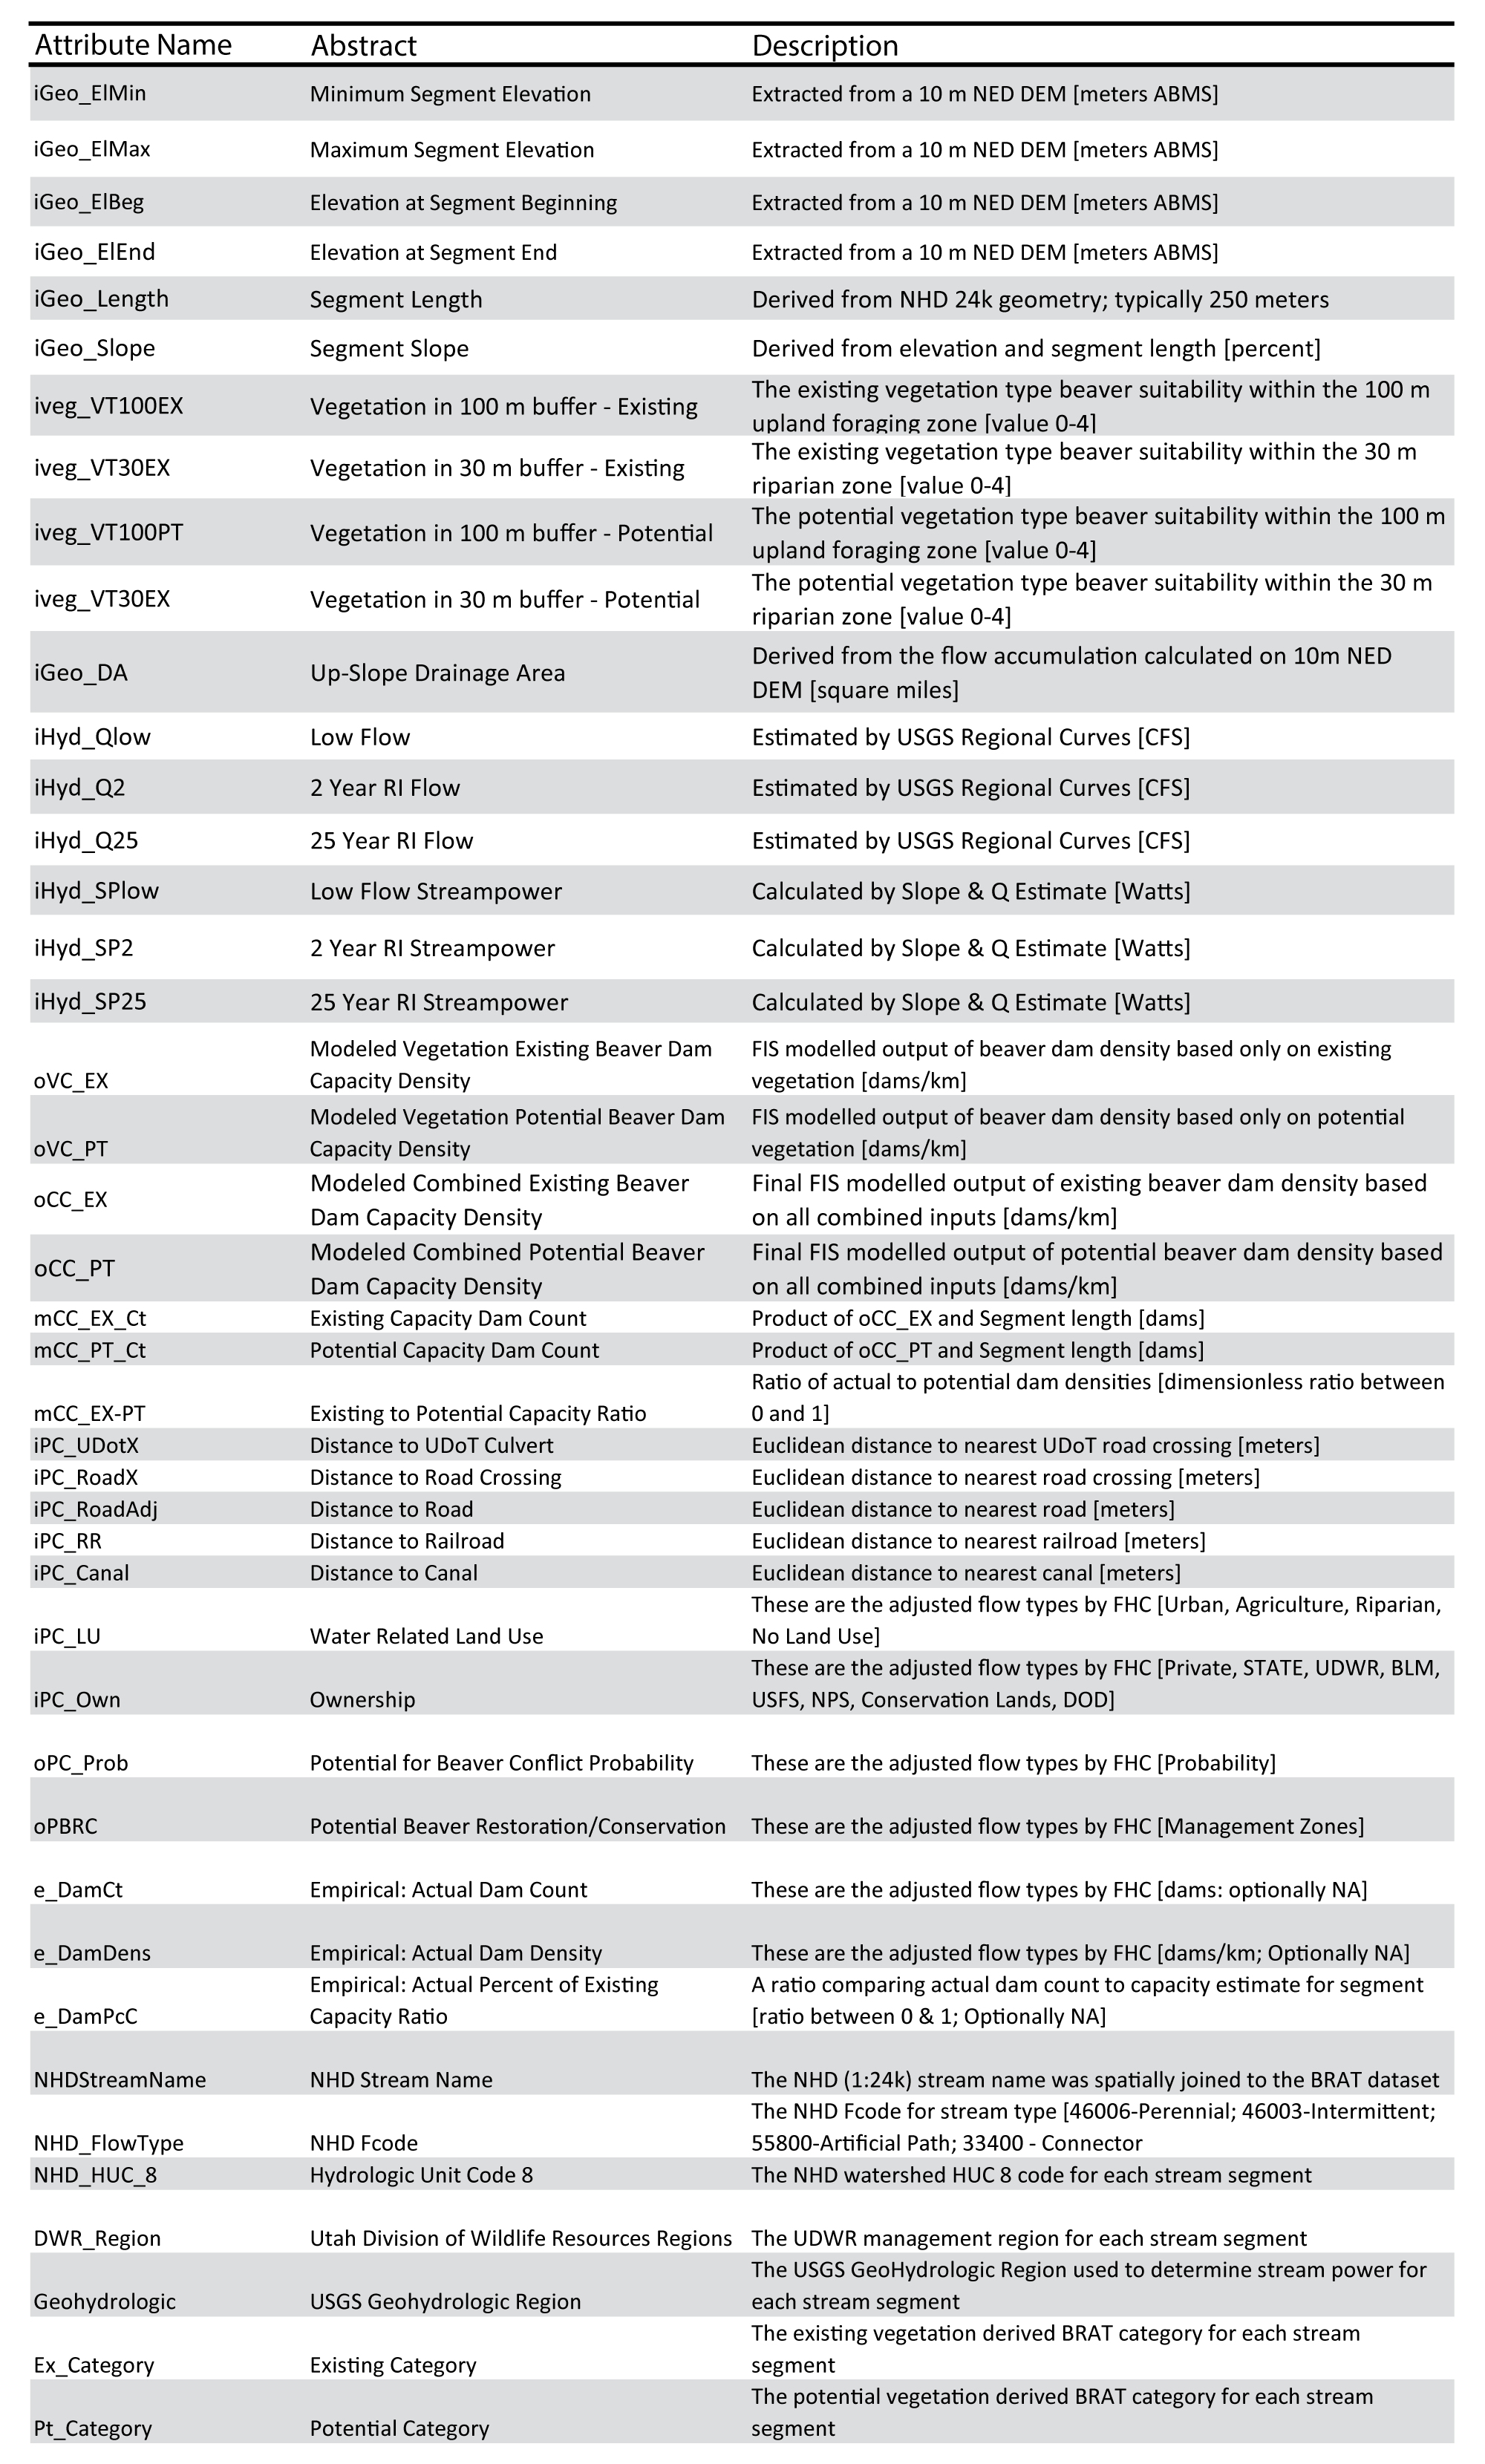 Attribute Name Abstract Description
iGeo_ElMin Minimum Segment Elevation Extracted from a 10 m NED DEM [meters ABMS]
iGeo_ElMax Maximum Segment Elevation Extracted from a 10 m NED DEM [meters ABMS]
iGeo_ElBeg Elevation at Segment Beginning Extracted from a 10 m NED DEM [meters ABMS]
iGeo_ElEnd Elevation at Segment End Extracted from a 10 m NED DEM [meters ABMS]
iGeo_Length Segment Length Derived from NHD 24k geometry; typically 250 meters
iGeo_Slope Segment Slope Derived from elevation and segment length [percent]
iveg_VT100EX Vegetation in 100 m buffer - Existing The existing vegetation type beaver suitability within the 100 m
upland foraging zone [value 0-4]
iveg_VT30EX Vegetation in 30 m buffer - Existing The existing vegetation type beaver suitability within the 30 m
riparian zone [value 0-4]
iveg_VT100PT Vegetation in 100 m buffer - Potential The potential vegetation type beaver suitability within the 100 m
upland foraging zone [value 0-4]
iveg_VT30EX Vegetation in 30 m buffer - Potential The potential vegetation type beaver suitability within the 30 m
riparian zone [value 0-4]
iGeo_DA Up-Slope Drainage Area Derived from the flow accumulation calculated on 10m NED
DEM [square miles]
iHyd_Qlow Low Flow Estimated by USGS Regional Curves [CFS]
iHyd_Q2 2 Year RI Flow Estimated by USGS Regional Curves [CFS]
iHyd_Q25 25 Year RI Flow Estimated by USGS Regional Curves [CFS]
iHyd_SPlow Low Flow Streampower Calculated by Slope & Q Estimate [Watts]
iHyd_SP2 2 Year RI Streampower Calculated by Slope & Q Estimate [Watts]
iHyd_SP25 25 Year RI Streampower Calculated by Slope & Q Estimate [Watts]
Modeled Vegetation Existing Beaver Dam FIS modelled output of beaver dam density based only on existing
oVC_EX Capacity Density vegetation [dams/km]
Modeled Vegetation Potential Beaver Dam FIS modelled output of beaver dam density based only on potential
oVC_PT Capacity Density vegetation [dams/km]
oCC_EX Modeled Combined Existing Beaver Final FIS modelled output of existing beaver dam density based
Dam Capacity Density on all combined inputs [dams/km]
oCC_PT Modeled Combined Potential Beaver Final FIS modelled output of potential beaver dam density based
Dam Capacity Density on all combined inputs [dams/km]
mCC_EX_Ct Existing Capacity Dam Count Product of oCC_EX and Segment length [dams]
mCC_PT_Ct Potential Capacity Dam Count Product of oCC_PT and Segment length [dams]
Ratio of actual to potential dam densities [dimensionless ratio between
mCC_EX-PT Existing to Potential Capacity Ratio 0 and 1]
iPC_UDotX Distance to UDoT Culvert Euclidean distance to nearest UDoT road crossing [meters]
iPC_RoadX Distance to Road Crossing Euclidean distance to nearest road crossing [meters]
iPC_RoadAdj Distance to Road Euclidean distance to nearest road [meters]
iPC_RR Distance to Railroad Euclidean distance to nearest railroad [meters]
iPC_Canal Distance to Canal Euclidean distance to nearest canal [meters]
These are the adjusted flow types by FHC [Urban, Agriculture, Riparian,
iPC_LU Water Related Land Use No Land Use]
These are the adjusted flow types by FHC [Private, STATE, UDWR, BLM,
iPC_Own Ownership USFS, NPS, Conservation Lands, DOD]
oPC_Prob Potential for Beaver Conflict Probability These are the adjusted flow types by FHC [Probability]
oPBRC Potential Beaver Restoration/Conservation These are the adjusted flow types by FHC [Management Zones]
e_DamCt Empirical: Actual Dam Count These are the adjusted flow types by FHC [dams: optionally NA]
e_DamDens Empirical: Actual Dam Density These are the adjusted flow types by FHC [dams/km; Optionally NA]
Empirical: Actual Percent of Existing A ratio comparing actual dam count to capacity estimate for segment
e_DamPcC Capacity Ratio [ratio between 0 & 1; Optionally NA]
NHDStreamName NHD Stream Name The NHD (1:24k) stream name was spatially joined to the BRAT dataset
The NHD Fcode for stream type [46006-Perennial; 46003-Intermittent;
NHD_FlowType NHD Fcode 55800-Artificial Path; 33400 - Connector
NHD_HUC_8 Hydrologic Unit Code 8 The NHD watershed HUC 8 code for each stream segment
DWR_Region Utah Division of Wildlife Resources Regions The UDWR management region for each stream segment
The USGS GeoHydrologic Region used to determine stream power for
Geohydrologic USGS Geohydrologic Region each stream segment
The existing vegetation derived BRAT category for each stream
Ex_Category Existing Category segment
The potential vegetation derived BRAT category for each stream
Pt_Category Potential Category segment